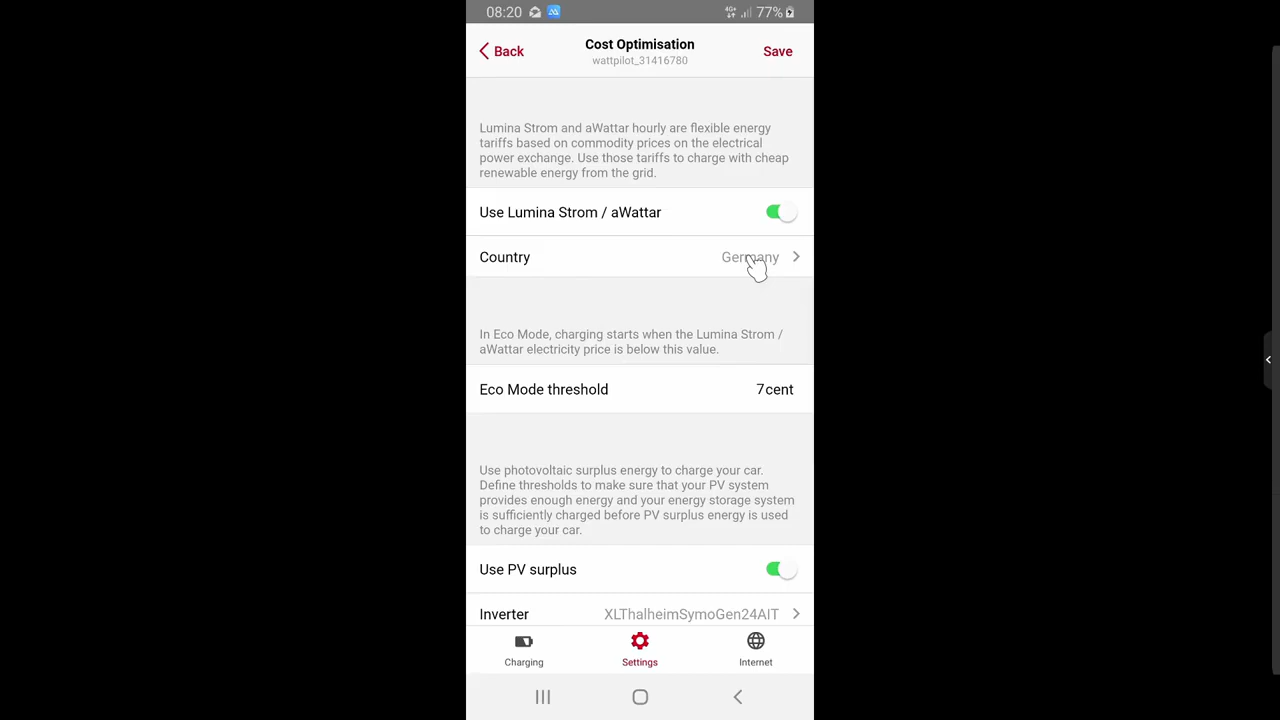 08:20
4G+ 77%
Back
Cost Optimisation
Save
wattpilot_31416780
Lumina Strom and aWattar hourly are flexible energy
tariffs based on commodity prices on the electrical
power exchange. Use those tariffs to charge with cheap
renewable energy from the grid.
Use Lumina Strom / aWattar
Country
Germany
In Eco Mode, charging starts when the Lumina Strom /
aWattar electricity price is below this value.
Eco Mode threshold
7 cent
Use photovoltaic surplus energy to charge your car.
Define thresholds to make sure that your PV system
provides enough energy and your energy storage system
is sufficiently charged before PV surplus energy is used
to charge your car.
Use PV surplus
Inverter
XLThalheimSymoGen24AIT
Charging
Settings
Internet